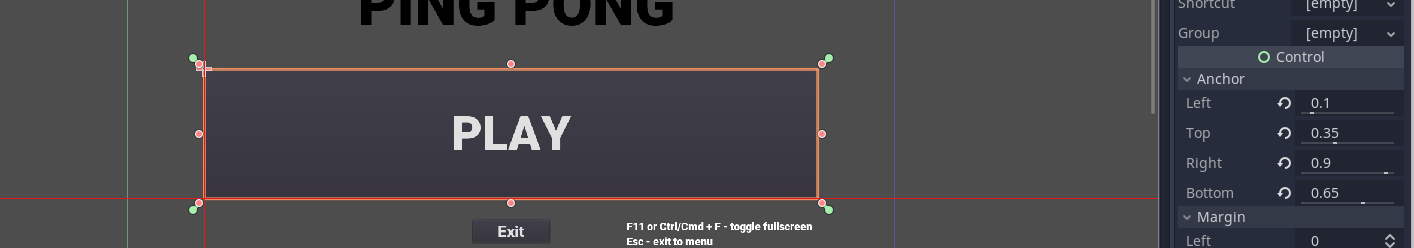 Shortcut [empty]
PING PONG
Group [empty]
Control
Anchor
Left 0.1
PLAY
Top 0.35
Right 0.9
Bottom 0.65
Margin
Exit
F11 or Ctrl/Cmd + F - toggle fullscreen
Esc - exit to menu
Left 0